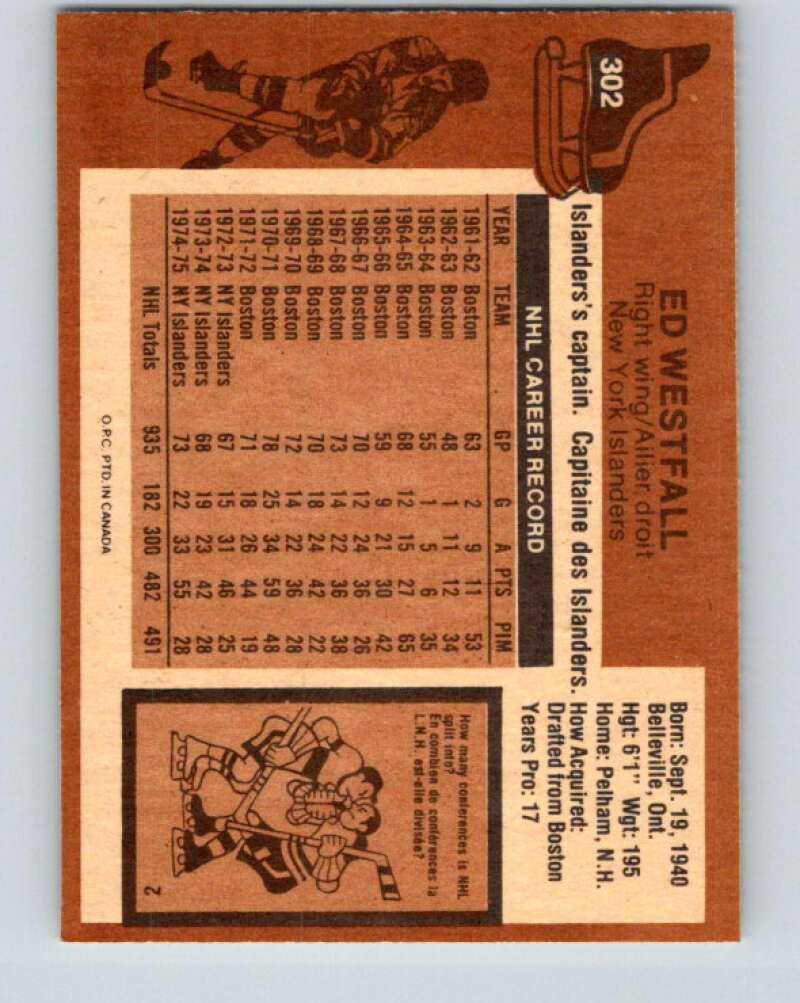 302
ED WESTFALL
Right wing/Ailier droit
New York Islanders
Born: Sept. 19, 1940
Belleville, Ont.
Hgt: 6'1" Wgt: 195
Home: Pelham, N.H.
How Acquired:
Drafted from Boston
Years Pro: 17
Islanders's captain. Capitaine des Islanders.
NHL CAREER RECORD
YEAR TEAM GP G A PTS PIM
1961-62 Boston 63 2 9 11 53
1962-63 Boston 48 1 11 12 34
1963-64 Boston 55 1 5 6 35
1964-65 Boston 68 12 15 27 65
1965-66 Boston 59 9 21 30 42
1966-67 Boston 70 12 24 36 26
1967-68 Boston 73 14 22 36 38
1968-69 Boston 70 18 24 42 22
1969-70 Boston 72 14 22 36 28
1970-71 Boston 78 25 34 59 48
1971-72 Boston 71 18 26 44 19
1972-73 NY Islanders 67 15 31 46 25
1973-74 NY Islanders 68 19 23 42 28
1974-75 NY Islanders 73 22 33 55 28
NHL Totals 935 182 300 482 491
How many conferences is NHL
split into?
En combien de conférences la
L.N.H. est-elle divisée?
2
O.P.C. PTD. IN CANADA